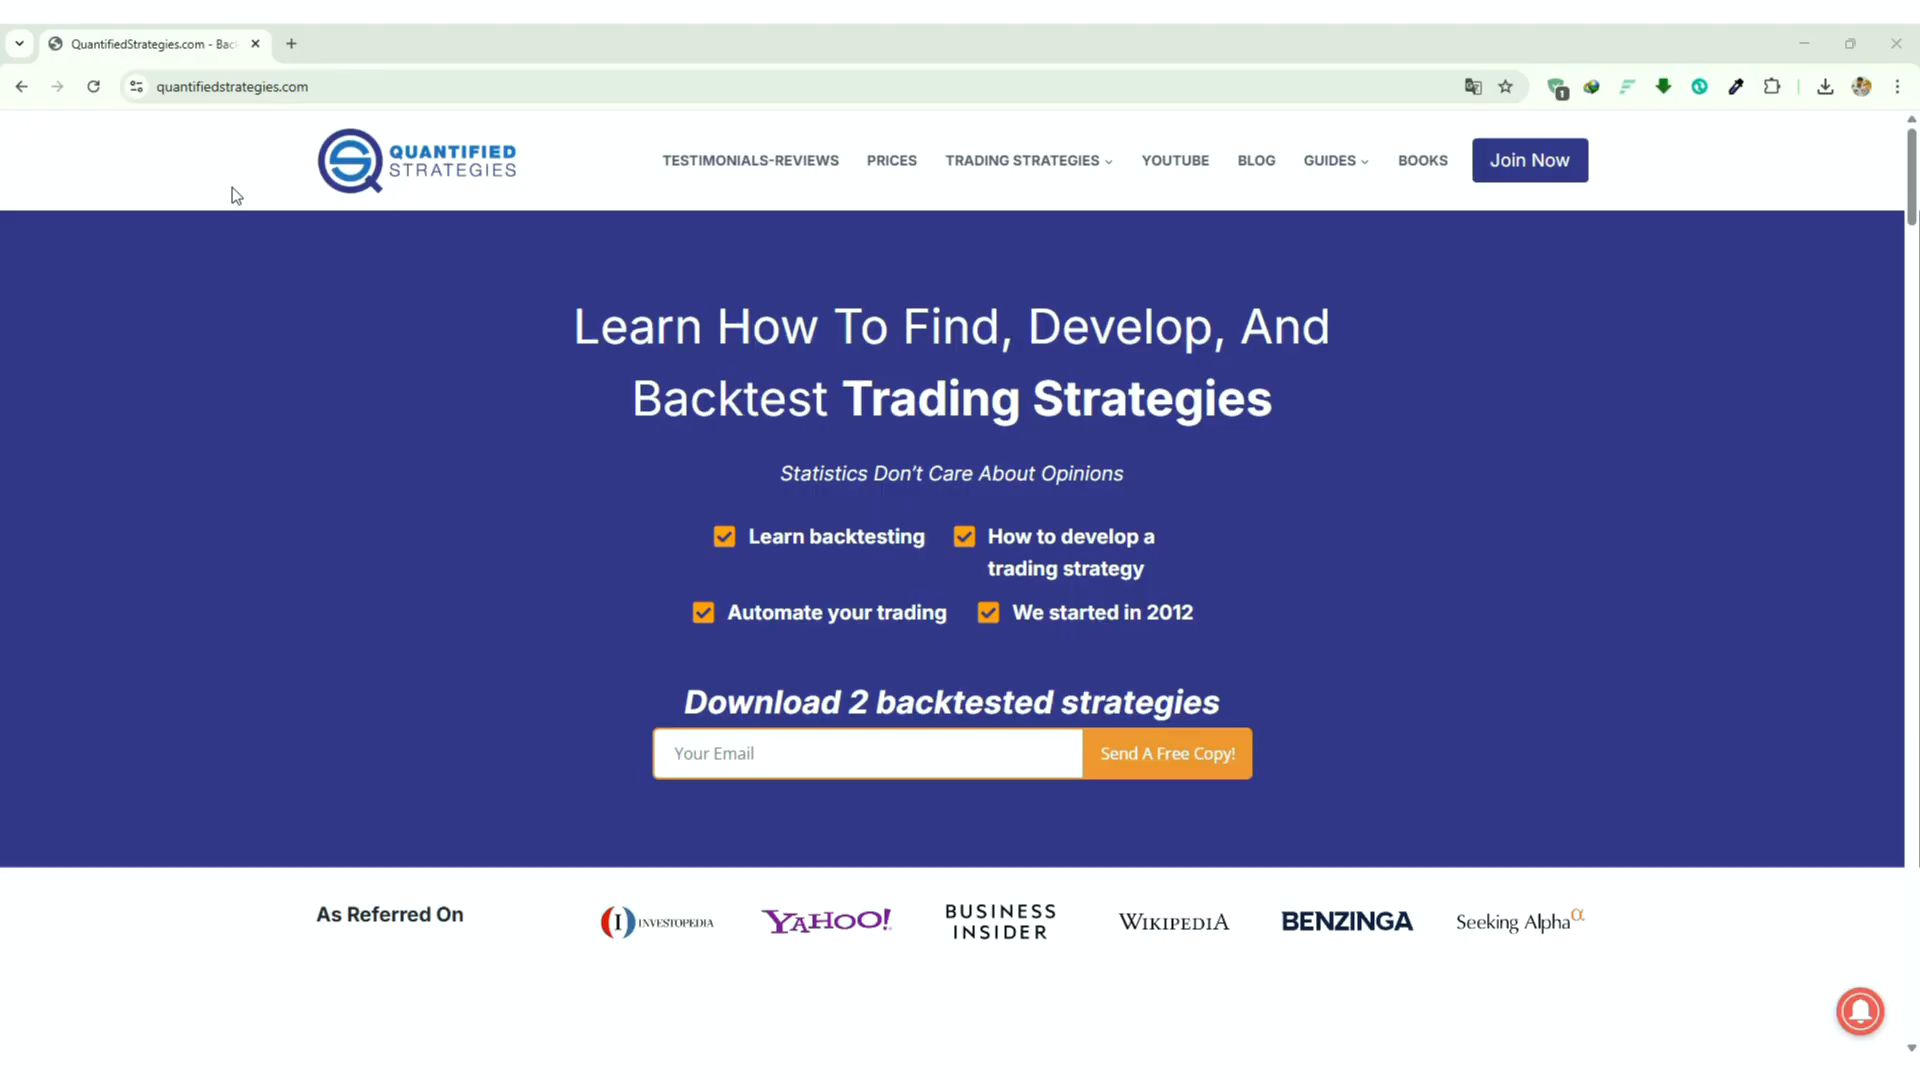 QuantifiedStrategies.com - Bac
quantifiedstrategies.com
1
QUANTIFIED
STRATEGIES
TESTIMONIALS-REVIEWS
PRICES
TRADING STRATEGIES
YOUTUBE
BLOG
GUIDES
BOOKS
Join Now
Learn How To Find, Develop, And
Backtest Trading Strategies
Statistics Don't Care About Opinions
Learn backtesting
How to develop a
trading strategy
Automate your trading
We started in 2012
Download 2 backtested strategies
Your Email
Send A Free Copy!
As Referred On
INVESTOPEDIA
YAHOO!
BUSINESS
INSIDER
WIKIPEDIA
BENZINGA
Seeking Alpha α